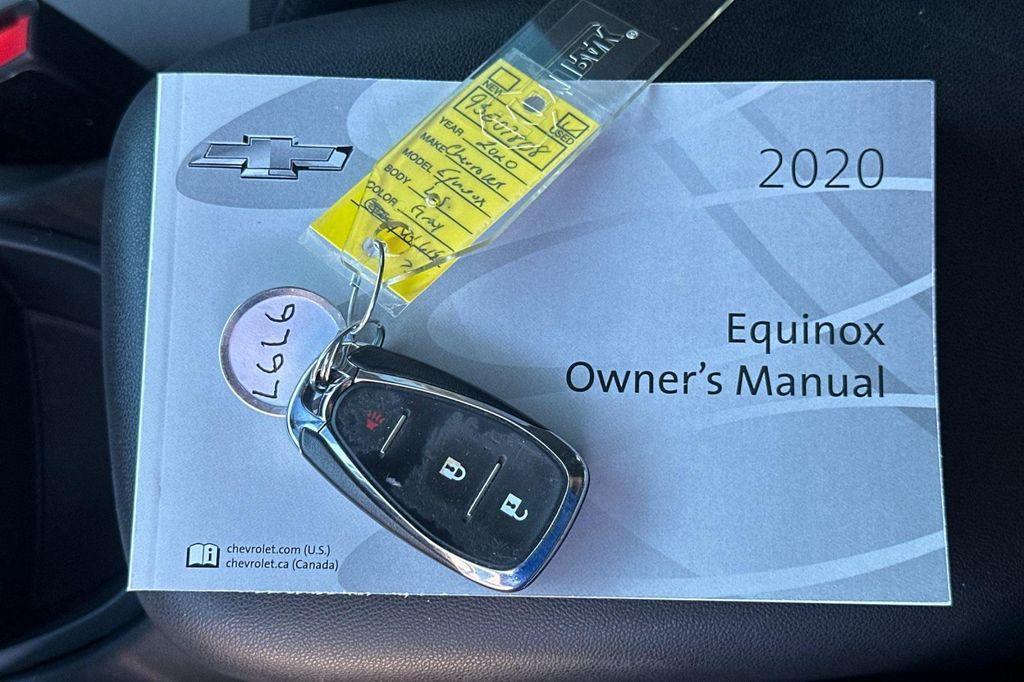 MARTIN
®
NEW
USED
YEAR 2020
MAKE Chevrolet
MODEL Equinox
BODY
COLOR Gray
2020
Equinox
Owner's Manual
chevrolet.com (U.S.)
chevrolet.ca (Canada)